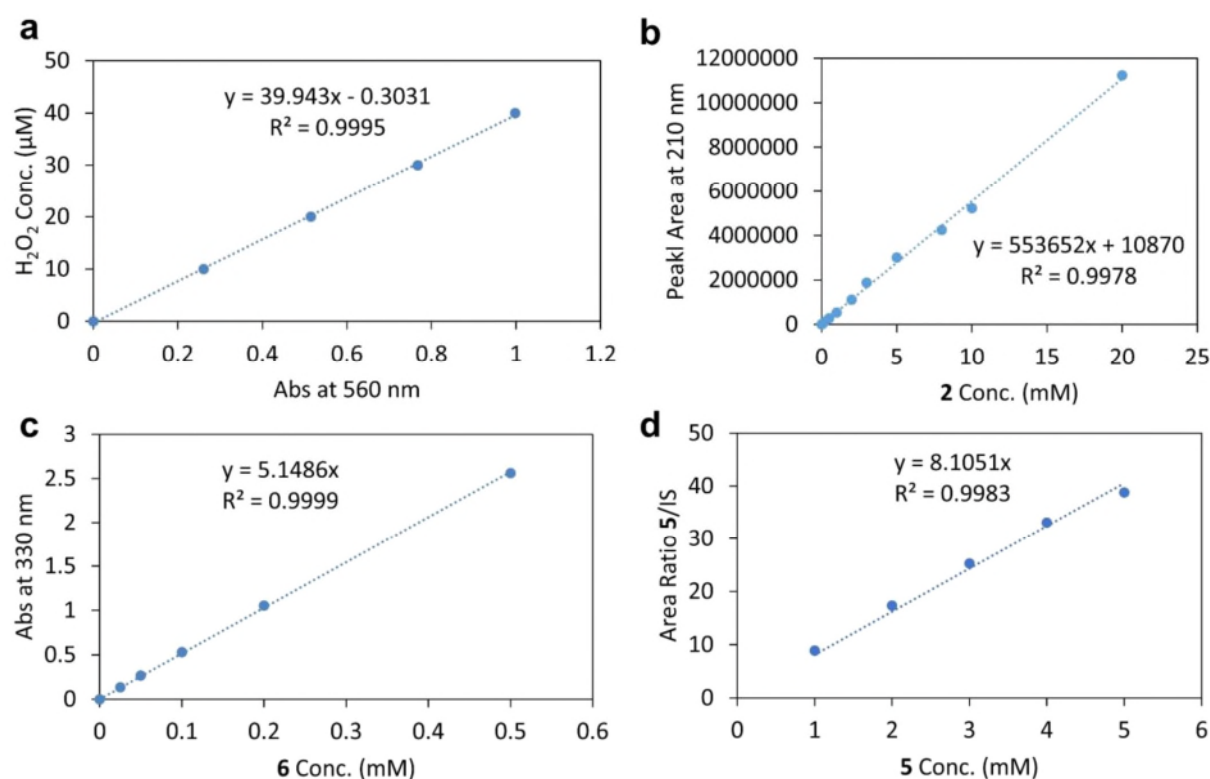 a
H₂O₂ Conc. (µM)
50
40
30
20
10
0
y = 39.943x - 0.3031
R² = 0.9995
0 0.2 0.4 0.6 0.8 1 1.2
Abs at 560 nm
b
Peakl Area at 210 nm
12000000
10000000
8000000
6000000
4000000
2000000
0
y = 553652x + 10870
R² = 0.9978
0 5 10 15 20 25
2 Conc. (mM)
c
Abs at 330 nm
3
2.5
2
1.5
1
0.5
0
y = 5.1486x
R² = 0.9999
0 0.1 0.2 0.3 0.4 0.5 0.6
6 Conc. (mM)
d
Area Ratio 5/IS
50
40
30
20
10
0
y = 8.1051x
R² = 0.9983
0 1 2 3 4 5 6
5 Conc. (mM)